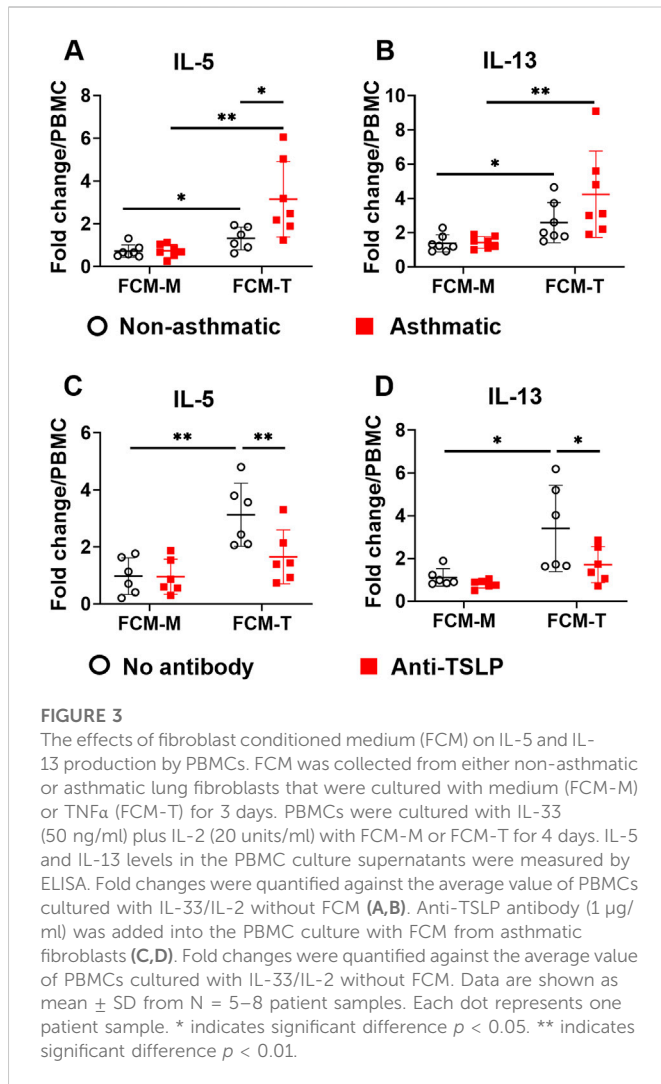 A
IL-5
Fold change/PBMC
8
6
4
2
0
*
**
*
FCM-M
FCM-T
B
IL-13
Fold change/PBMC
10
8
6
4
2
0
**
*
FCM-M
FCM-T
Non-asthmatic
Asthmatic
C
IL-5
Fold change/PBMC
6
4
2
0
**
**
FCM-M
FCM-T
D
IL-13
Fold change/PBMC
8
6
4
2
0
*
*
FCM-M
FCM-T
No antibody
Anti-TSLP
FIGURE 3
The effects of fibroblast conditioned medium (FCM) on IL-5 and IL-
13 production by PBMCs. FCM was collected from either non-asthmatic
or asthmatic lung fibroblasts that were cultured with medium (FCM-M)
or TNFα (FCM-T) for 3 days. PBMCs were cultured with IL-33
(50 ng/ml) plus IL-2 (20 units/ml) with FCM-M or FCM-T for 4 days. IL-5
and IL-13 levels in the PBMC culture supernatants were measured by
ELISA. Fold changes were quantified against the average value of PBMCs
cultured with IL-33/IL-2 without FCM (A,B). Anti-TSLP antibody (1 μg/
ml) was added into the PBMC culture with FCM from asthmatic
fibroblasts (C,D). Fold changes were quantified against the average value
of PBMCs cultured with IL-33/IL-2 without FCM. Data are shown as
mean ± SD from N = 5–8 patient samples. Each dot represents one
patient sample. * indicates significant difference p < 0.05. ** indicates
significant difference p < 0.01.